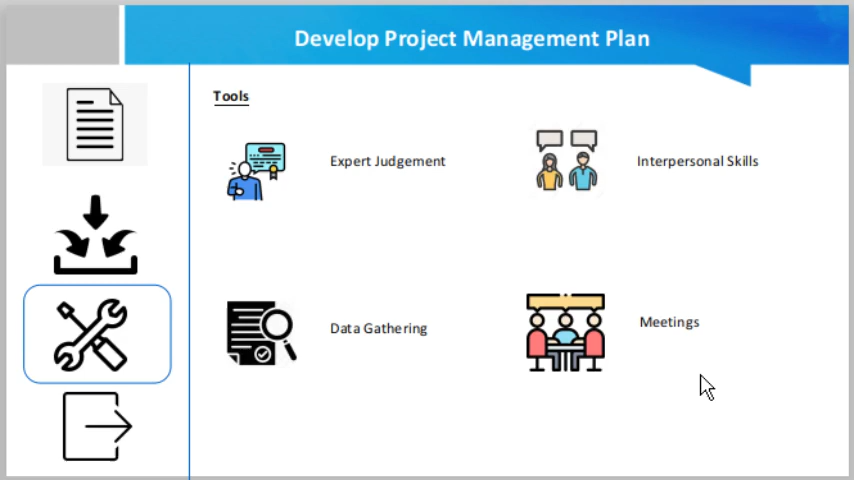 Develop Project Management Plan
Tools
Expert Judgement
Interpersonal Skills
Data Gathering
Meetings